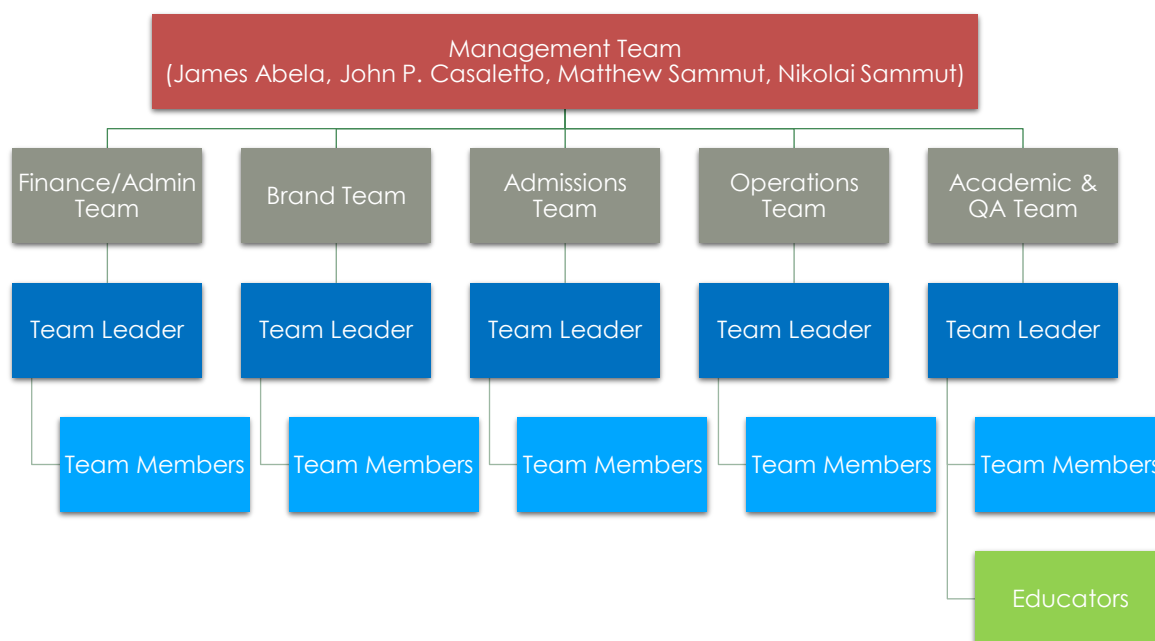 Management Team
(James Abela, John P. Casaletto, Matthew Sammut, Nikolai Sammut)
Finance/Admin
Team
Brand Team
Admissions
Team
Operations
Team
Academic &
QA Team
Team Leader
Team Leader
Team Leader
Team Leader
Team Leader
Team Members
Team Members
Team Members
Team Members
Team Members
Educators